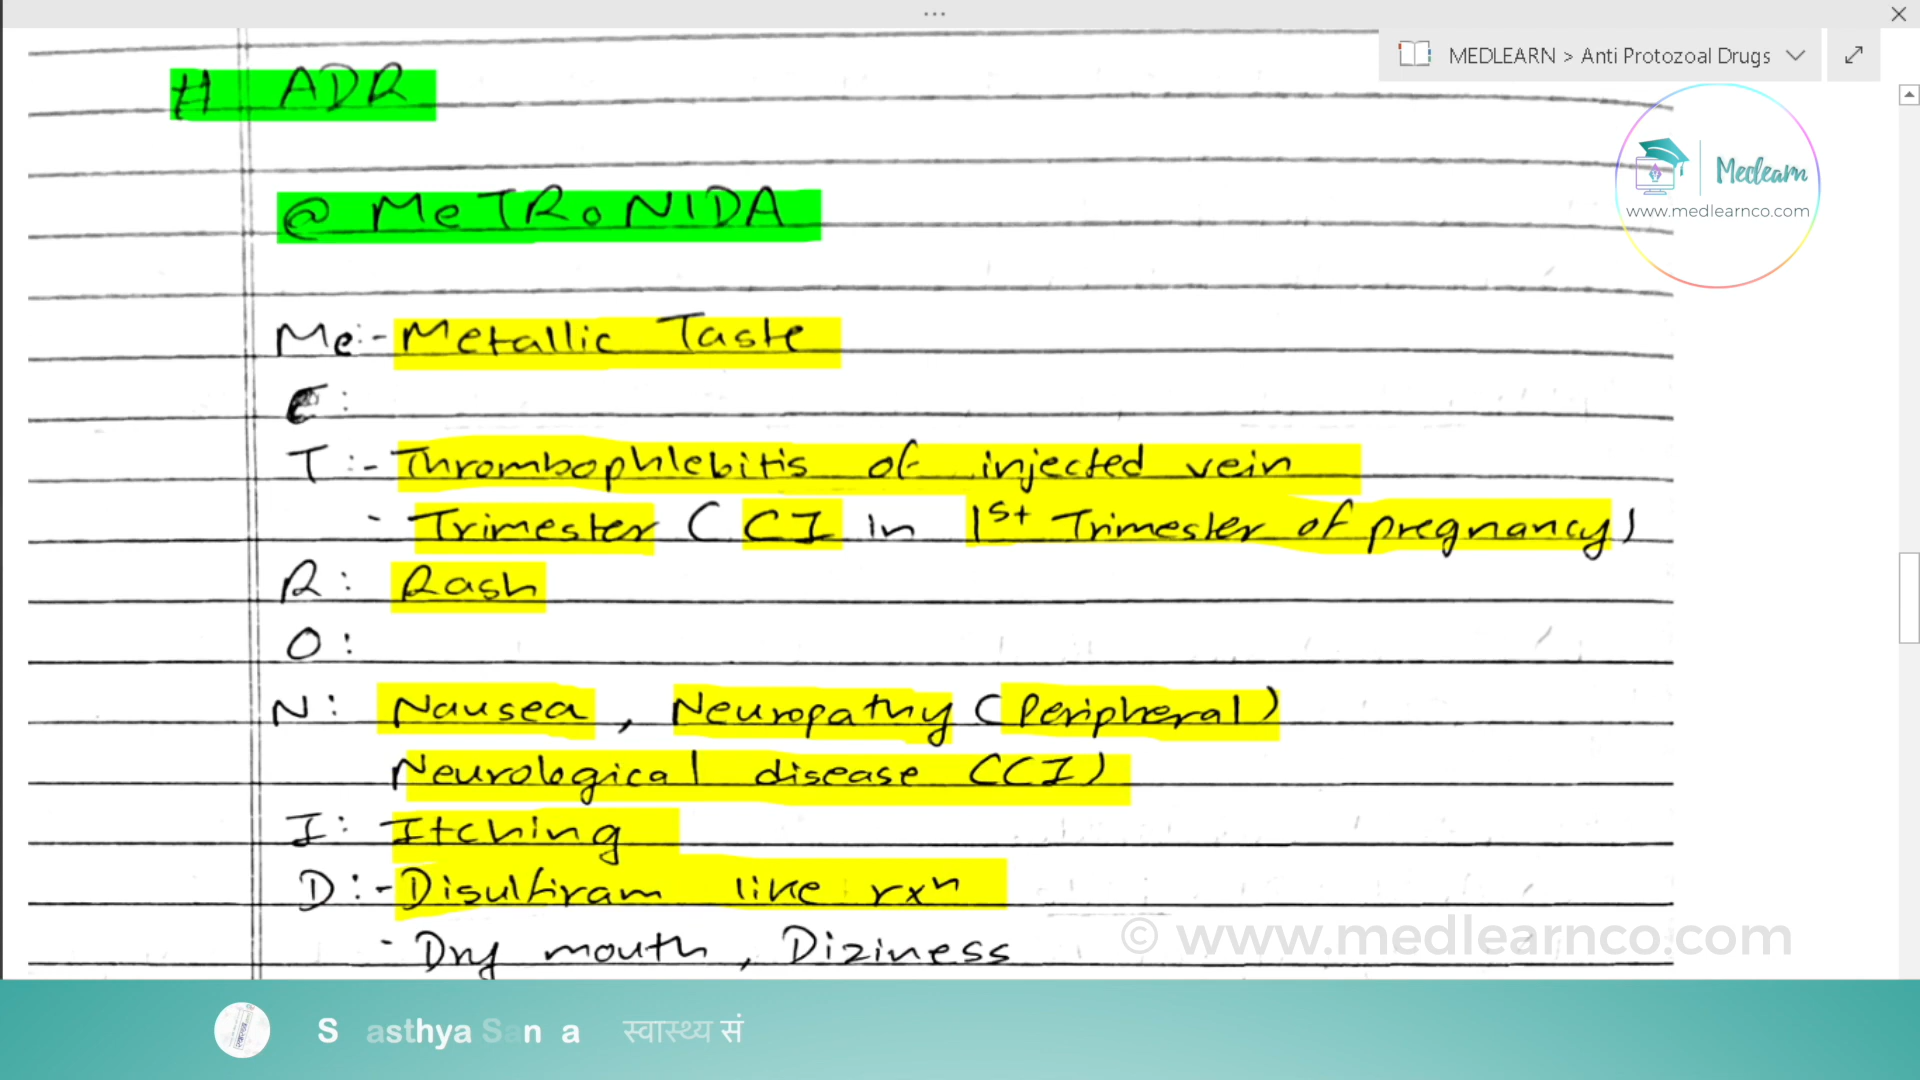 MEDLEARN > Anti Protozoal Drugs
# ADR
Medlearn
www.medlearnco.com
@ MeTRoNIDA
Me:- Metallic Taste
E:
T:- Thrombophlebitis of injected vein
- Trimester (CI in 1st Trimester of pregnancy)
R: Rash
O:
N: Nausea, Neuropathy (Peripheral)
Neurological disease (CI)
I: Itching
D:- Disulfiram like rxn
- Dry mouth, Diziness
© www.medlearnco.com
S asthya San a स्वास्थ्य सं